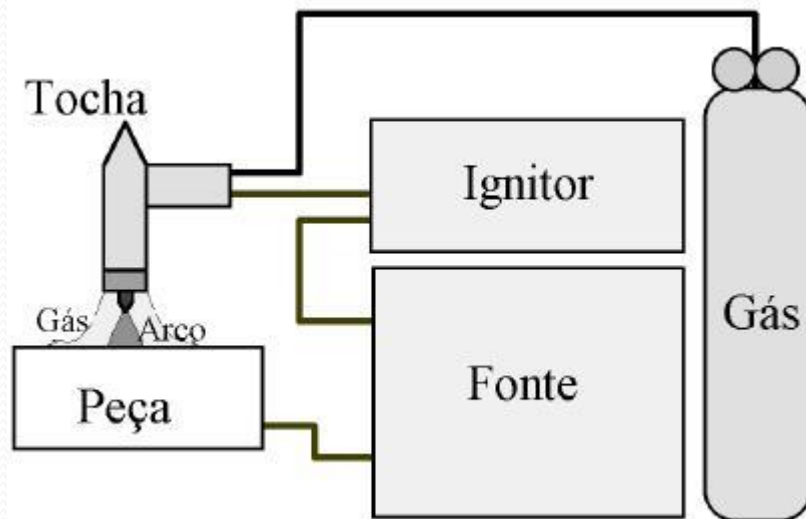 Tocha
Ignitor
Gás
Arco
Gás
Fonte
Peça